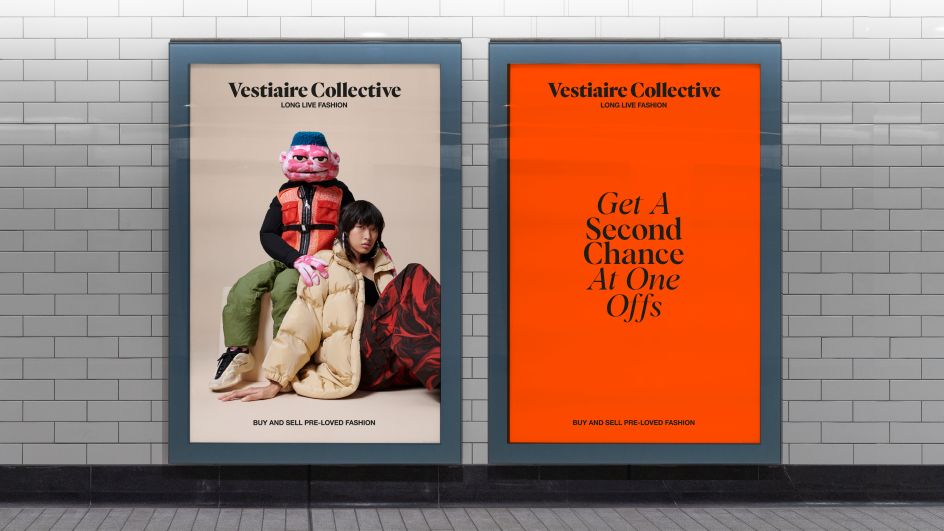 Vestiaire Collective
LONG LIVE FASHION
BUY AND SELL PRE-LOVED FASHION
Vestiaire Collective
LONG LIVE FASHION
Get A
Second
Chance
At One
Offs
BUY AND SELL PRE-LOVED FASHION